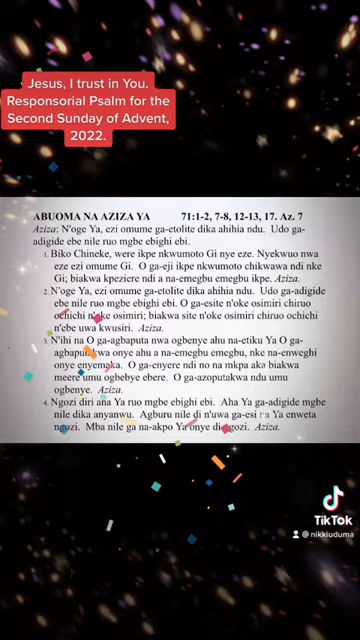 Jesus, I trust in You.
Responsorial Psalm for the
Second Sunday of Advent,
2022.
ABUOMA NA AZIZA YA 71:1-2, 7-8, 12-13, 17. Az. 7
Aziza: N'oge Ya, ezi omume ga-etolite dika ahihia ndu. Udo ga-
adigide ebe nile ruo mgbe ebighi ebi.
1. Biko Chineke, were ikpe nkwumoto Gi nye eze. Nyekwuo nwa
eze ezi omume Gi. O ga-eji ikpe nkwumoto chikwawa ndi nke
Gi; biakwa kpeziere ndi a na-emegbu emegbu ikpe. Aziza.
2. N'oge Ya, ezi omume ga-etolite dika ahihia ndu. Udo ga-adigide
ebe nile ruo mgbe ebighi ebi. O ga-esite n'oke osimiri chiruo
ochichi n'oke osimiri; biakwa site n'oke osimiri chiruo ochichi
n'ebe uwa kwusiri. Aziza.
3. N'ihi na O ga-agbaputa nwa ogbenye ahu na-etiku Ya O ga-
agbaputakwa onye ahu a na-emegbu emegbu, nke na-enweghi
onye enyemaka. O ga-enyere ndi no na mkpa aka biakwa
meere umu ogbebye ebere. O ga-azoputakwa ndu umu
ogbenye. Aziza.
4. Ngozi diri aha Ya ruo mgbe ebighi ebi. Aha Ya ga-adigide mgbe
nile dika anyanwu. Agburu nile di n'uwa ga-esi na Ya enweta
ngozi. Mba nile ga na-akpo Ya onye di ngozi. Aziza.
TikTok
@nikkiuduma